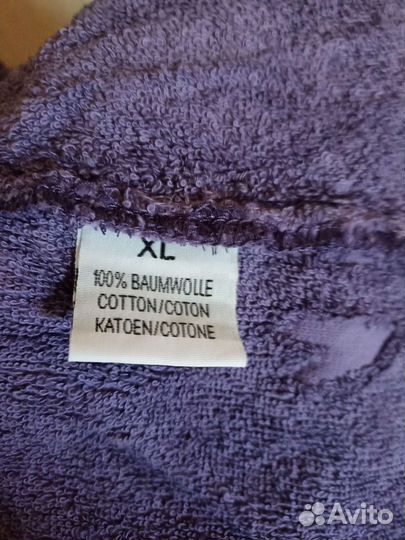 XL
100% BAUMWOLLE
COTTON/COTON
KATOEN/COTONE
Avito